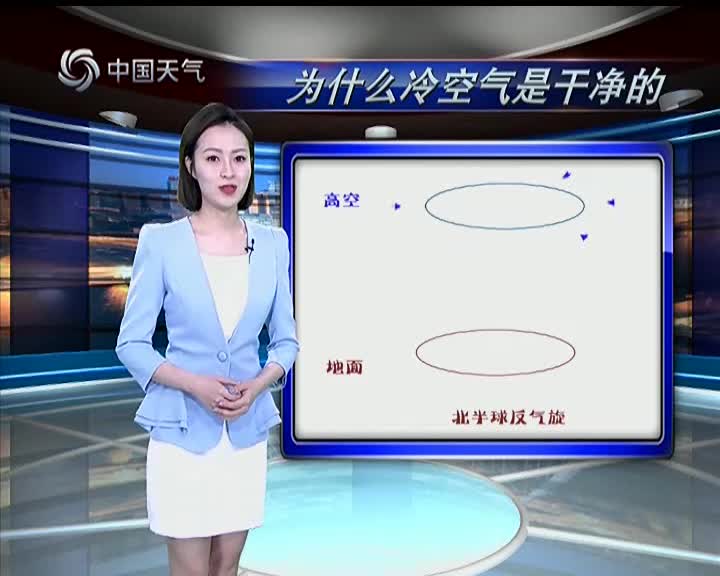 中国天气
为什么冷空气是干净的
高空
地面
北半球反气旋